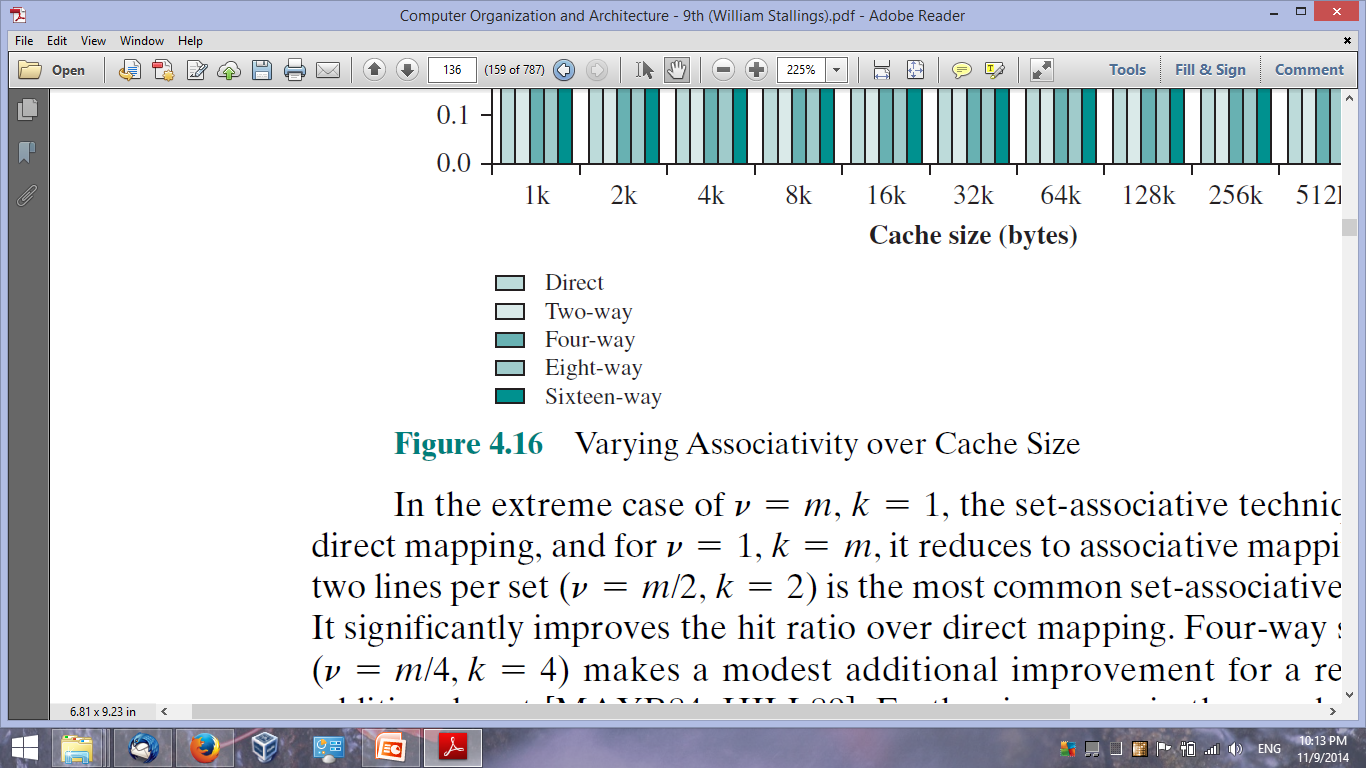 Computer Organization and Architecture - 9th (William Stallings).pdf - Adobe Reader
File Edit View Window Help
Open 136 (159 of 787) 225% Tools Fill & Sign Comment
0.1
0.0
1k 2k 4k 8k 16k 32k 64k 128k 256k 512
Cache size (bytes)
Direct
Two-way
Four-way
Eight-way
Sixteen-way
Figure 4.16 Varying Associativity over Cache Size
In the extreme case of ν = m, k = 1, the set-associative techniq
direct mapping, and for ν = 1, k = m, it reduces to associative mappi
two lines per set (ν = m/2, k = 2) is the most common set-associative
It significantly improves the hit ratio over direct mapping. Four-way
(ν = m/4, k = 4) makes a modest additional improvement for a re
6.81 x 9.23 in
ENG
10:13 PM
11/9/2014